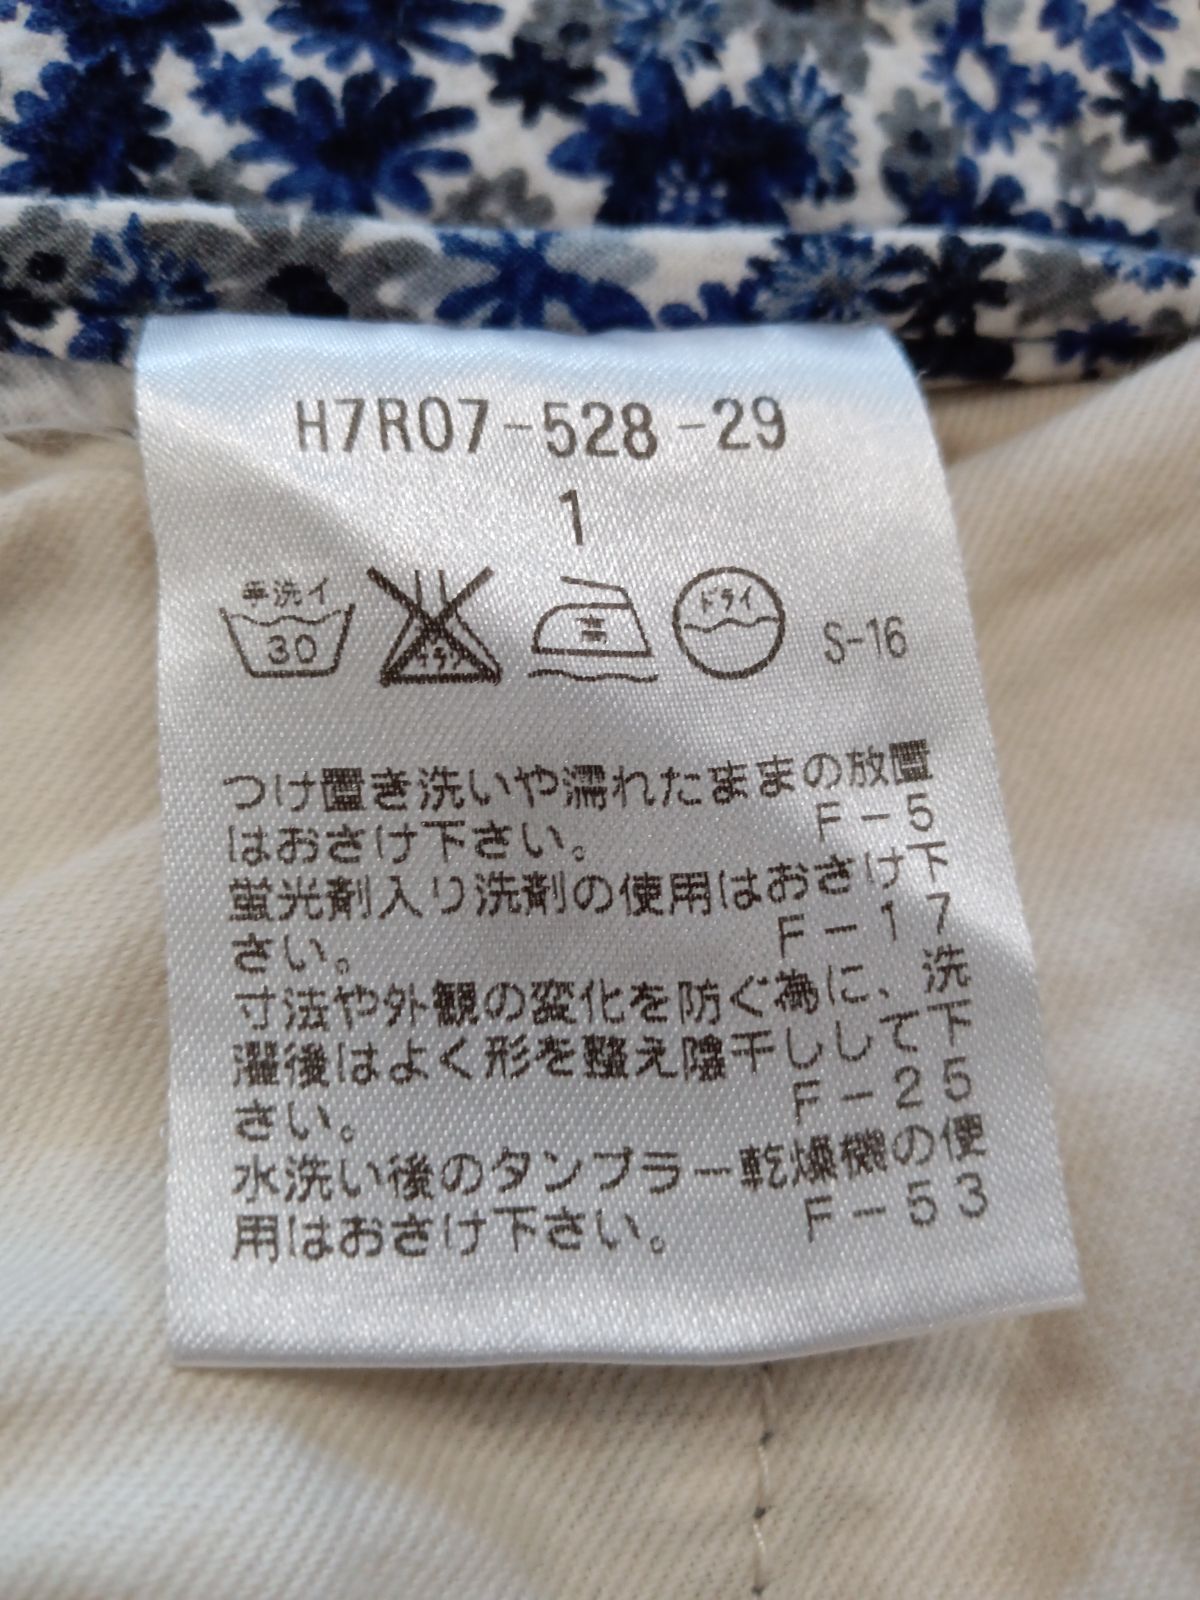 H7R07-528-29
1
手洗イ
30
エンソサラシ
高
ドライ
S-16
つけ置き洗いや濡れたままの放置
はおさけ下さい。 F-5
蛍光剤入り洗剤の使用はおさけ下
さい。 F-17
寸法や外観の変化を防ぐ為に、洗
濯後はよく形を整え陰干しして下
さい。 F-25
水洗い後のタンブラー乾燥機の使
用はおさけ下さい。 F-53